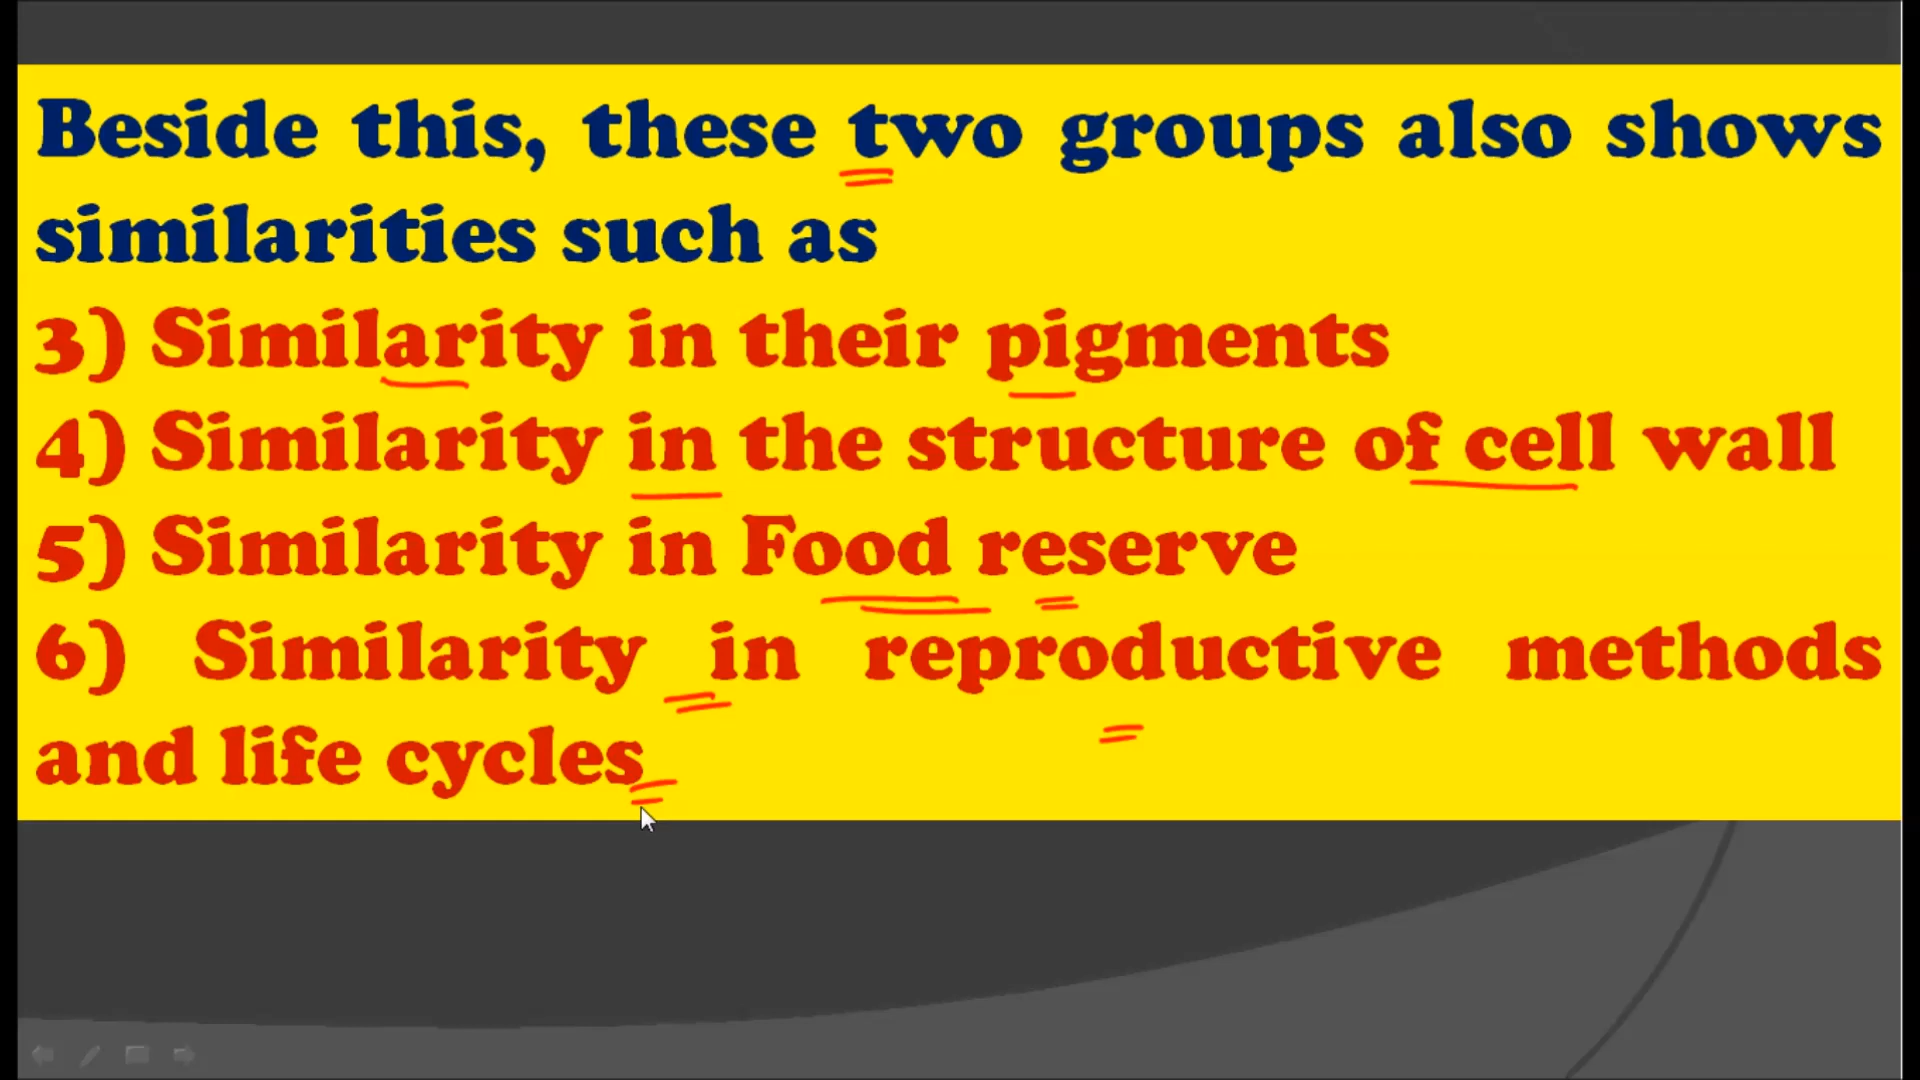 Beside this, these two groups also shows
similarities such as
3) Similarity in their pigments
4) Similarity in the structure of cell wall
5) Similarity in Food reserve
6) Similarity in reproductive methods
and life cycles